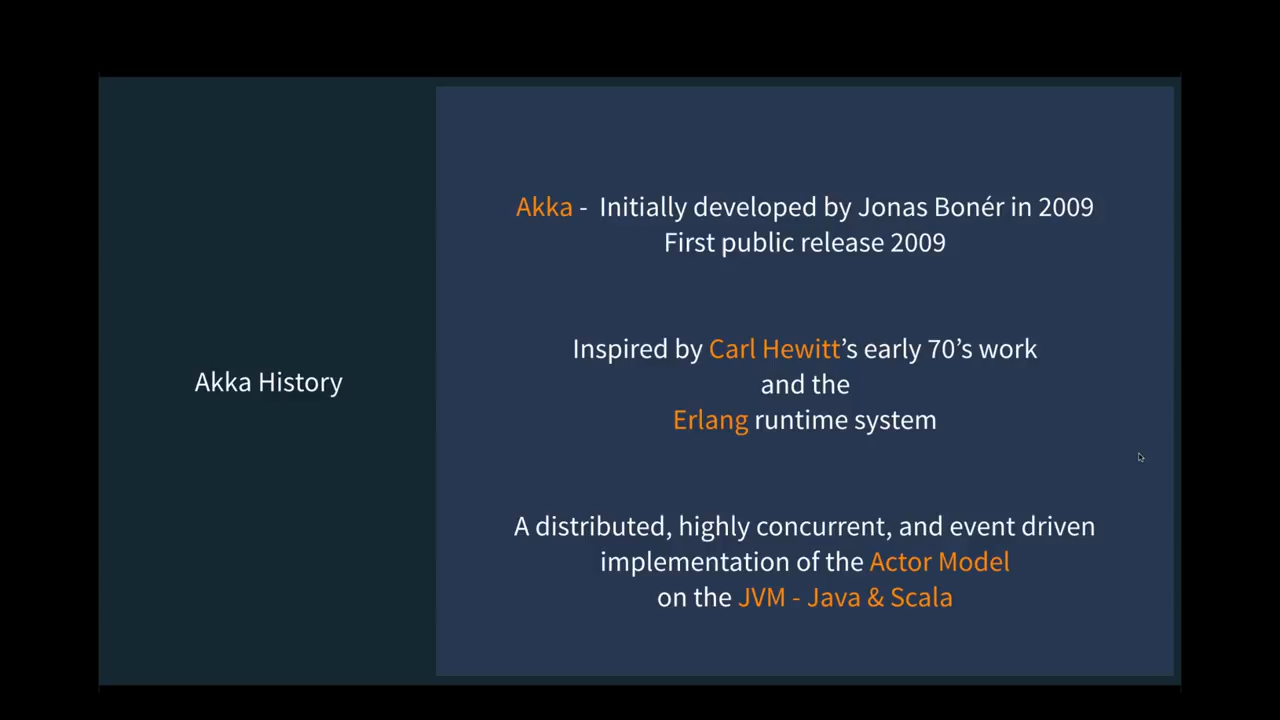 Akka History
Akka - Initially developed by Jonas Bonér in 2009
First public release 2009
Inspired by Carl Hewitt’s early 70’s work
and the
Erlang runtime system
A distributed, highly concurrent, and event driven
implementation of the Actor Model
on the JVM - Java & Scala